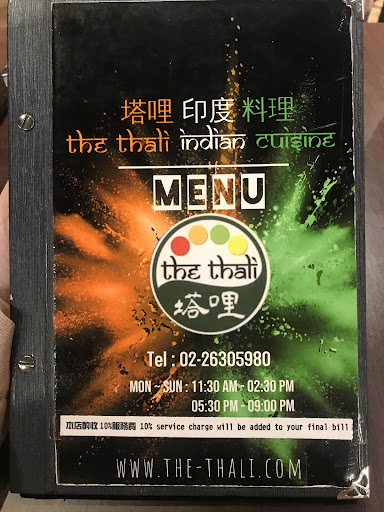 塔哩 印度 料理
the thali indian cuisine
MENU
the thali
塔哩
Tel : 02-26305980
MON ~ SUN : 11:30 AM - 02:30 PM
05:30 PM - 09:00 PM
本店酌收 10%服務費 10% service charge will be added to your final bill
WWW.THE-THALI.COM